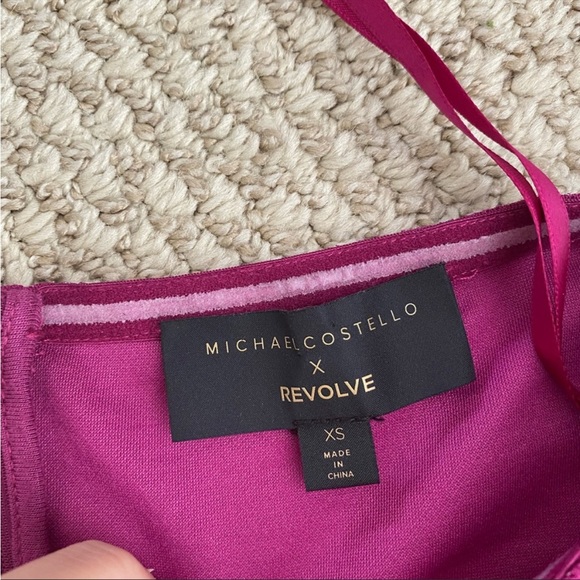 MICHAEL COSTELLO
X
REVOLVE
XS
MADE
IN
CHINA